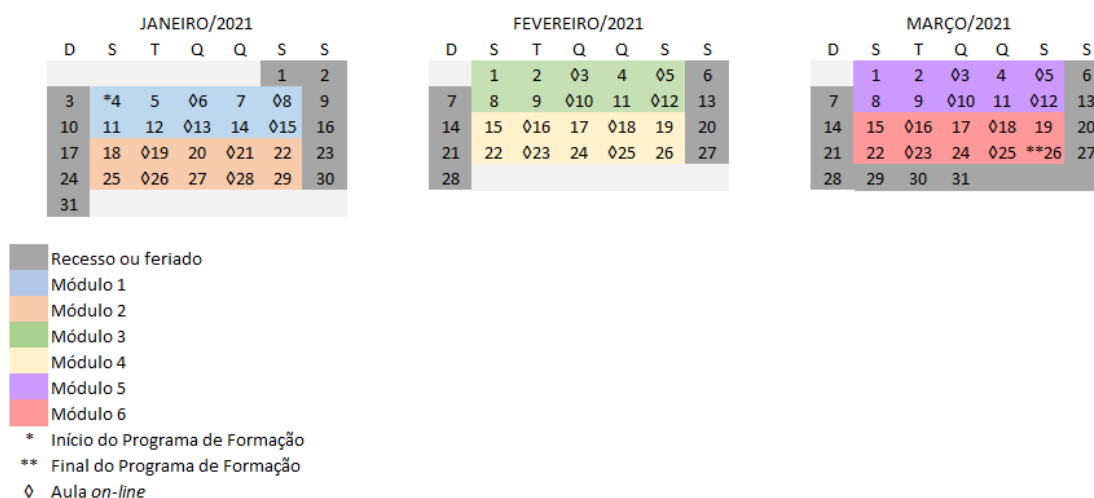 JANEIRO/2021
D S T Q Q S S
1 2
3 *4 5 ◊6 7 ◊8 9
10 11 12 ◊13 14 ◊15 16
17 18 ◊19 20 ◊21 22 23
24 25 ◊26 27 ◊28 29 30
31
FEVEREIRO/2021
D S T Q Q S S
1 2 ◊3 4 ◊5 6
7 8 9 ◊10 11 ◊12 13
14 15 ◊16 17 ◊18 19 20
21 22 ◊23 24 ◊25 26 27
28
MARÇO/2021
D S T Q Q S S
1 2 ◊3 4 ◊5 6
7 8 9 ◊10 11 ◊12 13
14 15 ◊16 17 ◊18 19 20
21 22 ◊23 24 ◊25 **26 27
28 29 30 31
Recesso ou feriado
Módulo 1
Módulo 2
Módulo 3
Módulo 4
Módulo 5
Módulo 6
* Início do Programa de Formação
** Final do Programa de Formação
◊ Aula on-line